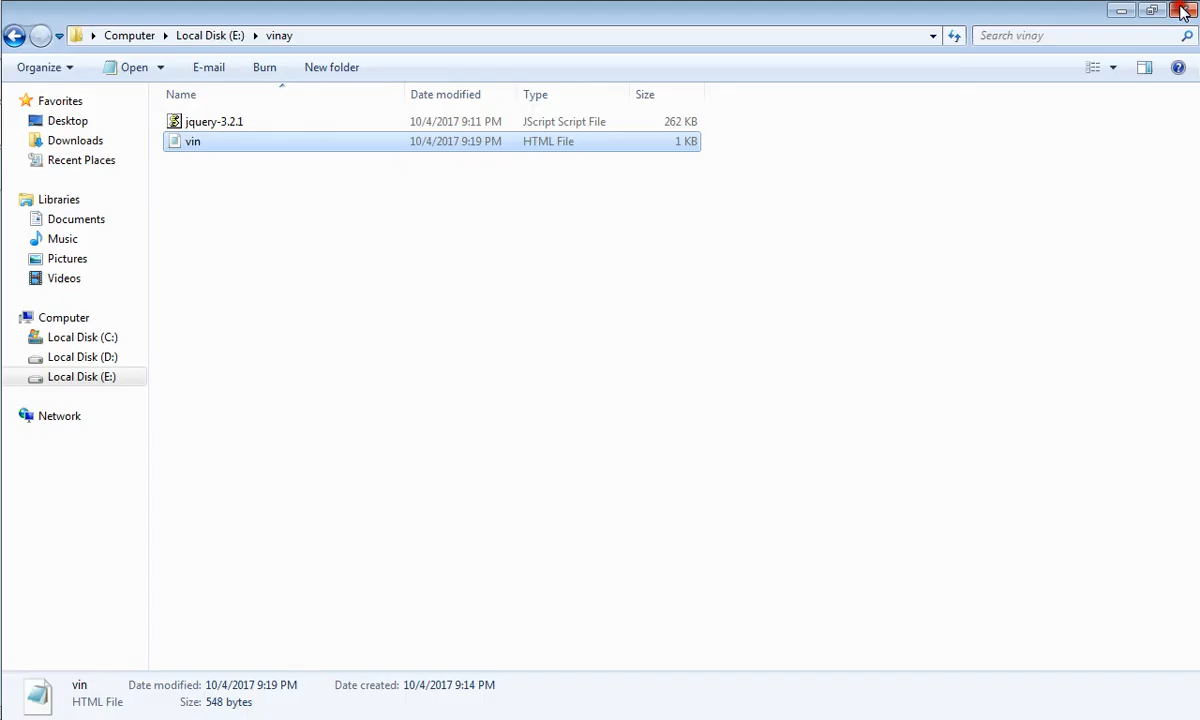 Computer Local Disk (E:) vinay Search vinay
Organize Open E-mail Burn New folder
Name Date modified Type Size
jquery-3.2.1 10/4/2017 9:11 PM JScript Script File 262 KB
vin 10/4/2017 9:19 PM HTML File 1 KB
Favorites
Desktop
Downloads
Recent Places
Libraries
Documents
Music
Pictures
Videos
Computer
Local Disk (C:)
Local Disk (D:)
Local Disk (E:)
Network
vin Date modified: 10/4/2017 9:19 PM Date created: 10/4/2017 9:14 PM
HTML File Size: 548 bytes